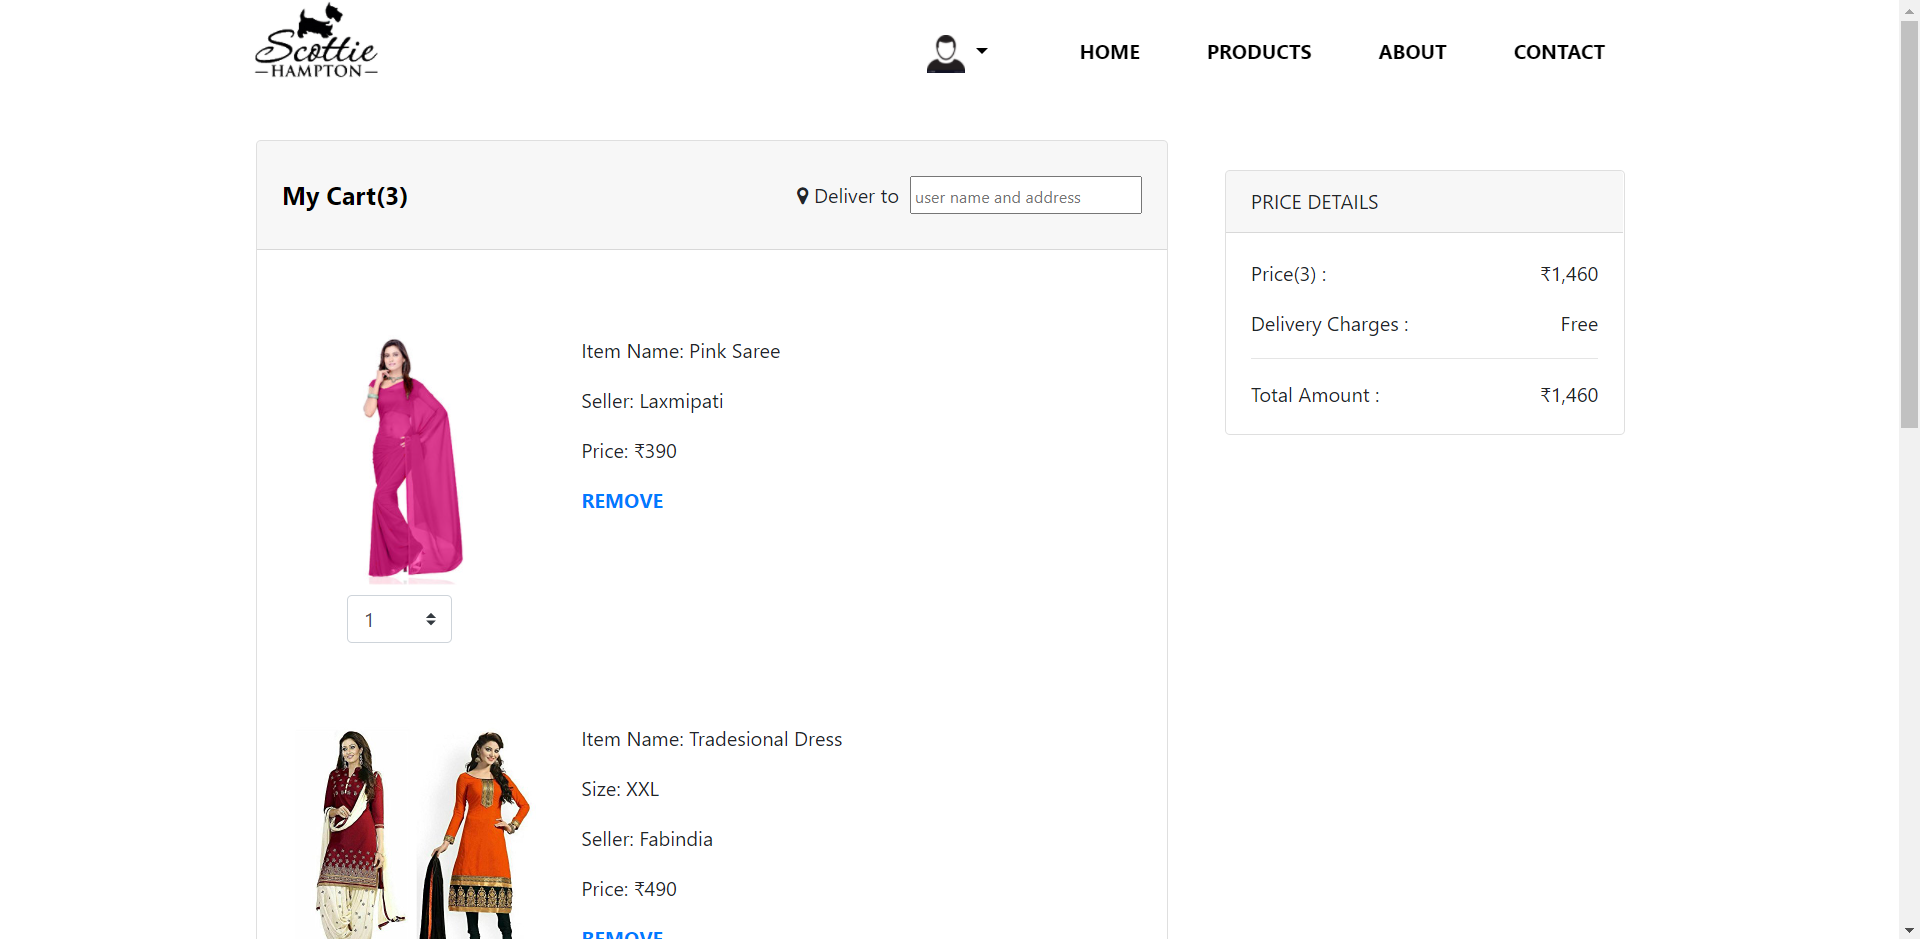 Scottie
HAMPTON
HOME
PRODUCTS
ABOUT
CONTACT
My Cart(3)
Deliver to
user name and address
Item Name: Pink Saree
Seller: Laxmipati
Price: ₹390
REMOVE
1
Item Name: Tradesional Dress
Size: XXL
Seller: Fabindia
Price: ₹490
REMOVE
PRICE DETAILS
Price(3) : ₹1,460
Delivery Charges : Free
Total Amount : ₹1,460